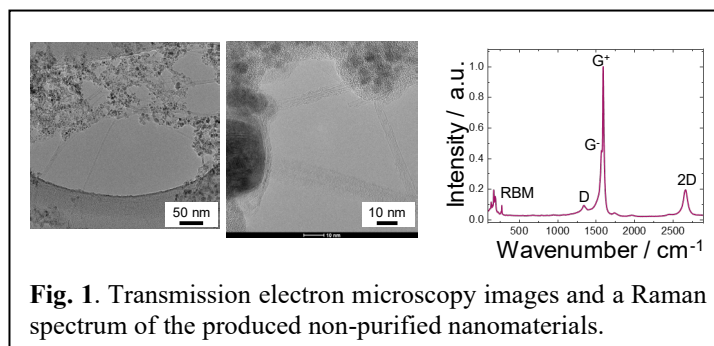 50 nm
10 nm
10 nm
Intensity / a.u.
1.0
0.8
0.6
0.4
0.2
0.0
G+
G-
RBM
D
2D
500 1000 1500 2000 2500
Wavenumber / cm-1
Fig. 1. Transmission electron microscopy images and a Raman
spectrum of the produced non-purified nanomaterials.